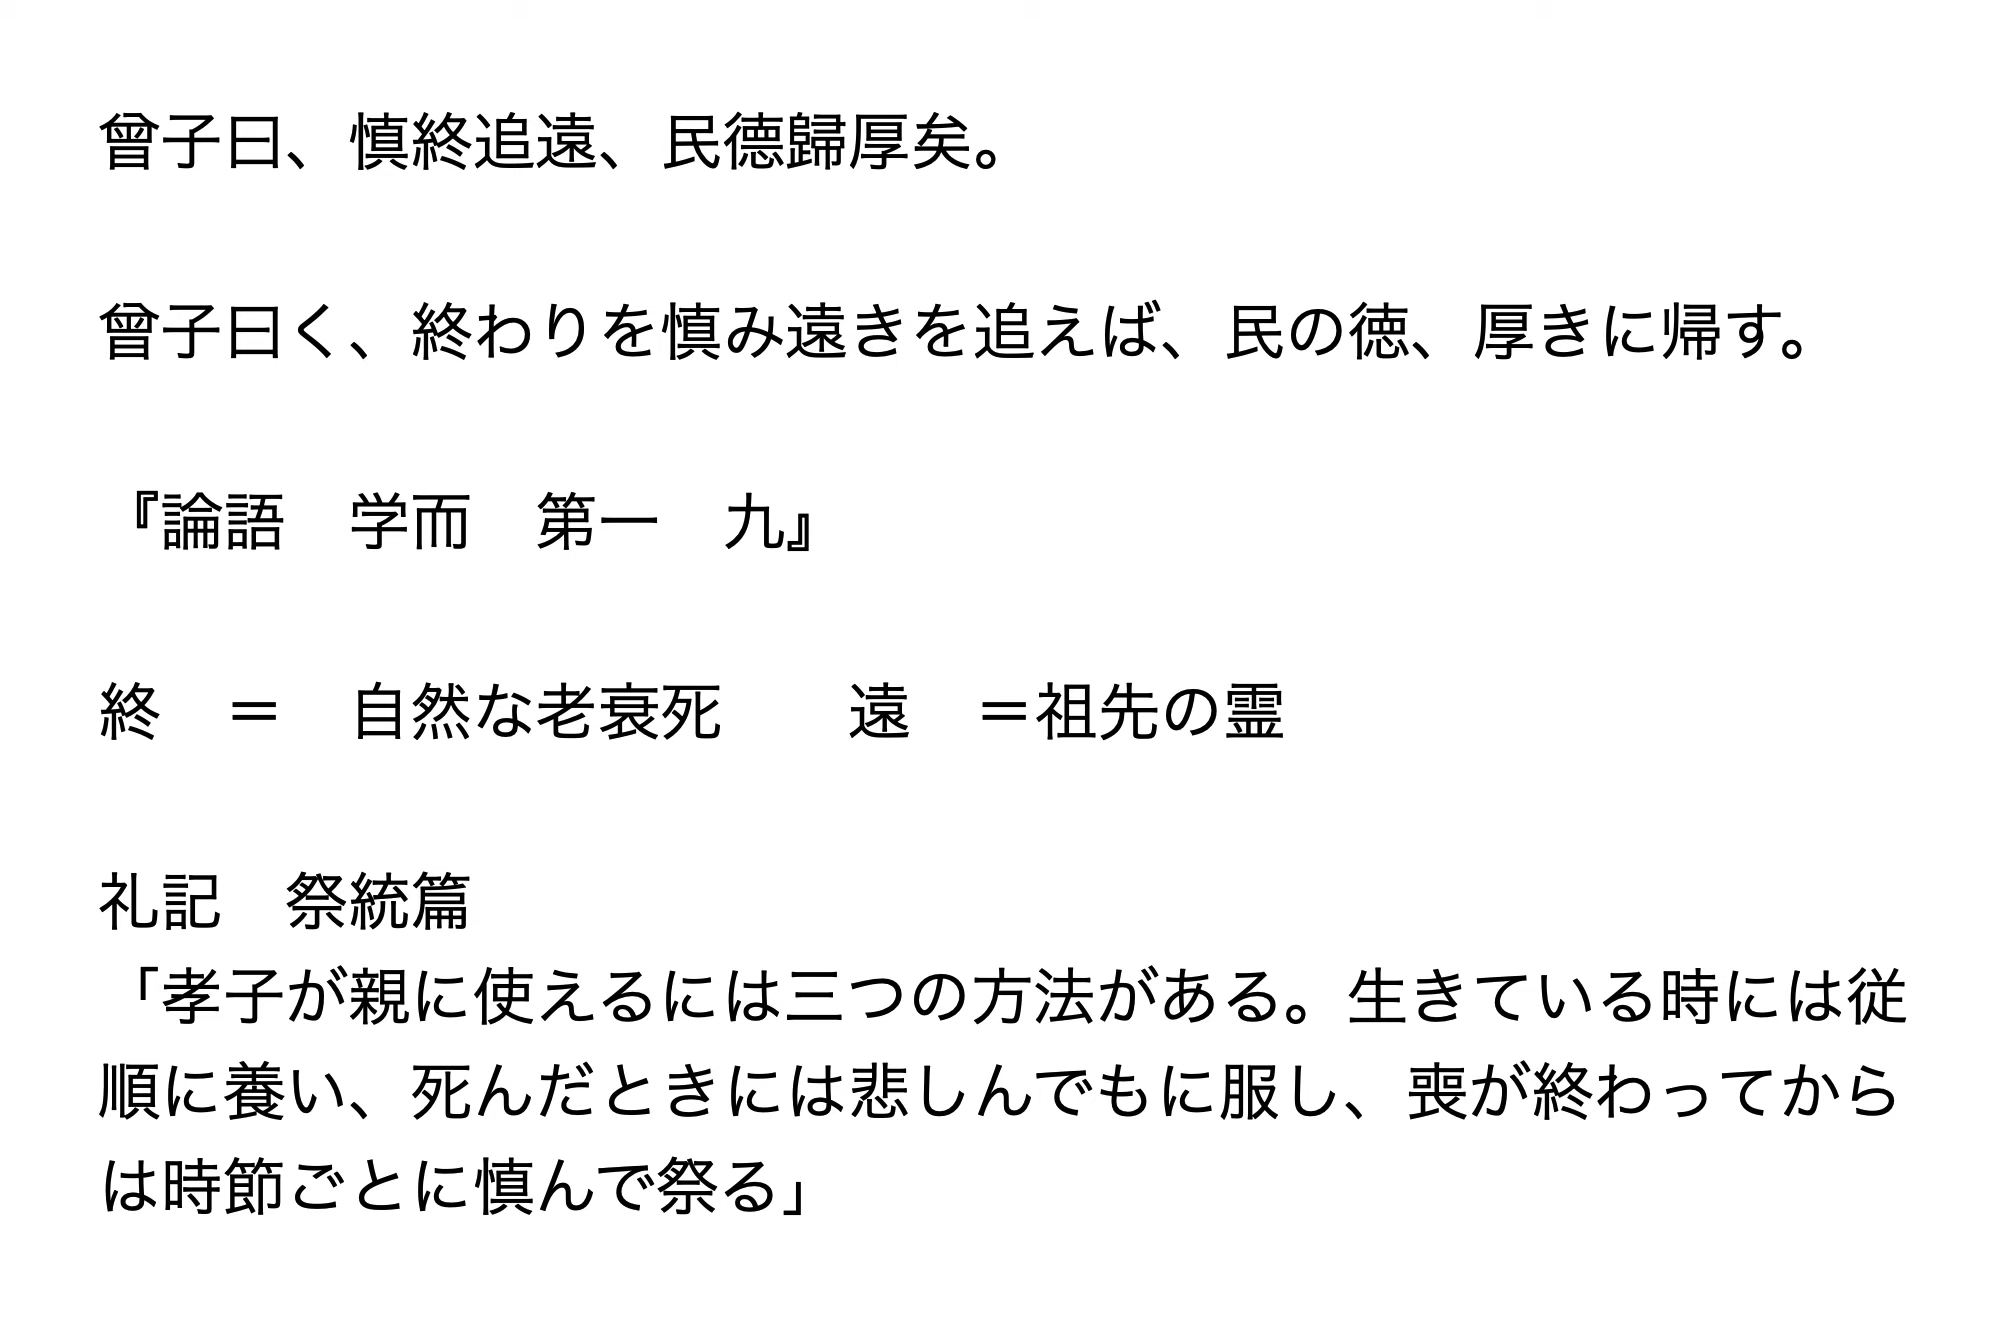 曾子曰、慎終追遠、民德歸厚矣。
曾子曰く、終わりを慎み遠きを追えば、民の徳、厚きに帰す。
『論語　学而　第一　九』
終　＝　自然な老衰死　　遠　＝祖先の霊
礼記　祭統篇
「孝子が親に使えるには三つの方法がある。生きている時には従
順に養い、死んだときには悲しんでもに服し、喪が終わってから
は時節ごとに慎んで祭る」